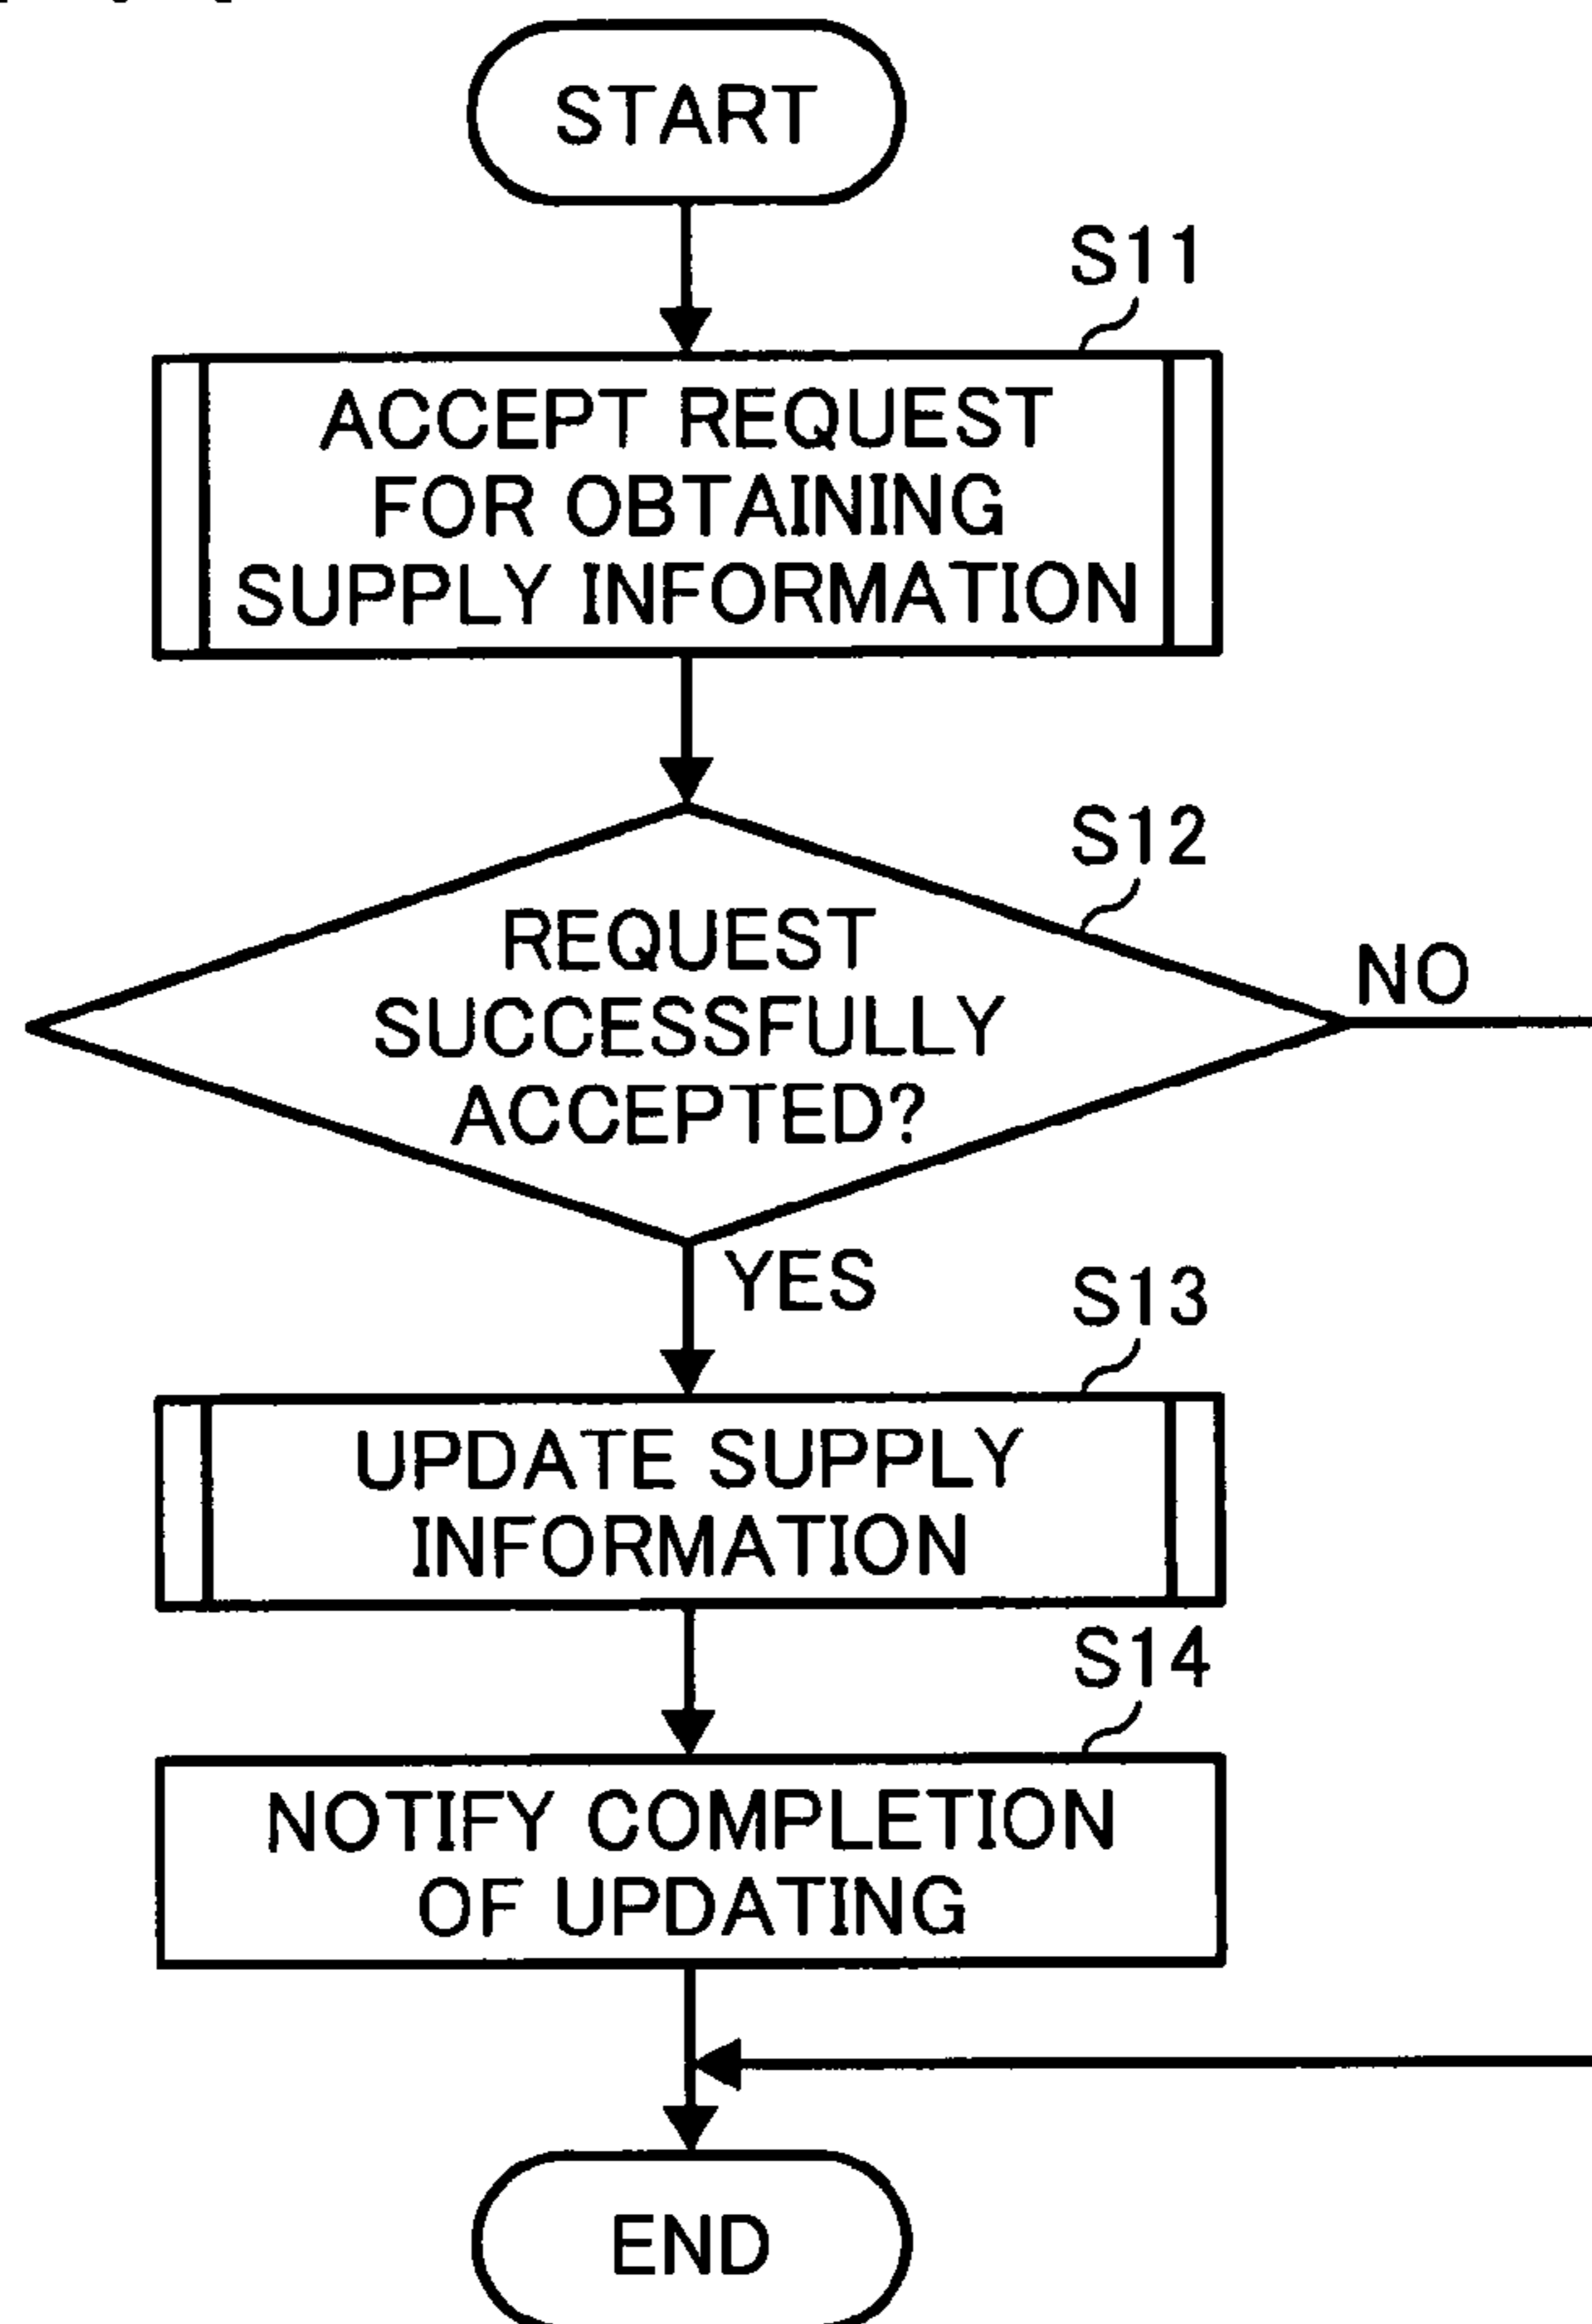 START
S11
ACCEPT REQUEST
FOR OBTAINING
SUPPLY INFORMATION
S12
REQUEST
SUCCESSFULLY
ACCEPTED?
NO
YES
S13
UPDATE SUPPLY
INFORMATION
S14
NOTIFY COMPLETION
OF UPDATING
END